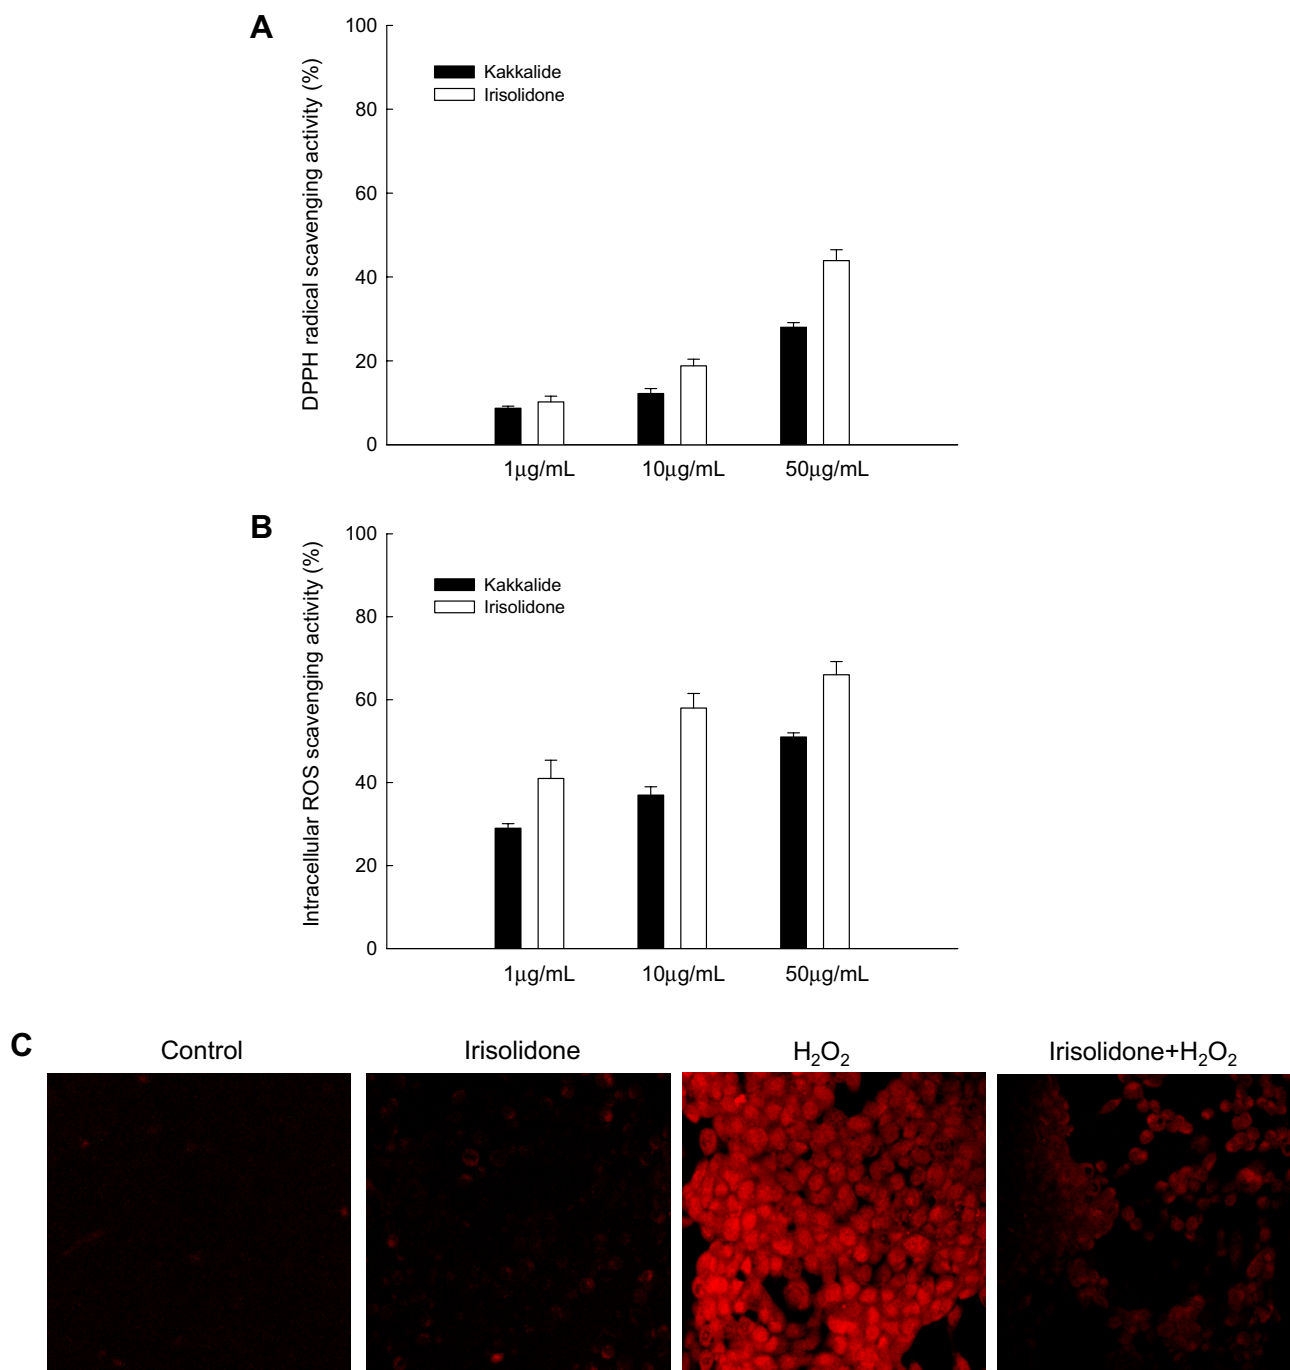 A
DPPH radical scavenging activity (%)
100
80
60
40
20
0
Kakkalide
Irisolidone
1μg/mL 10μg/mL 50μg/mL
B
Intracellular ROS scavenging activity (%)
100
80
60
40
20
0
Kakkalide
Irisolidone
1μg/mL 10μg/mL 50μg/mL
C
Control Irisolidone H₂O₂ Irisolidone+H₂O₂